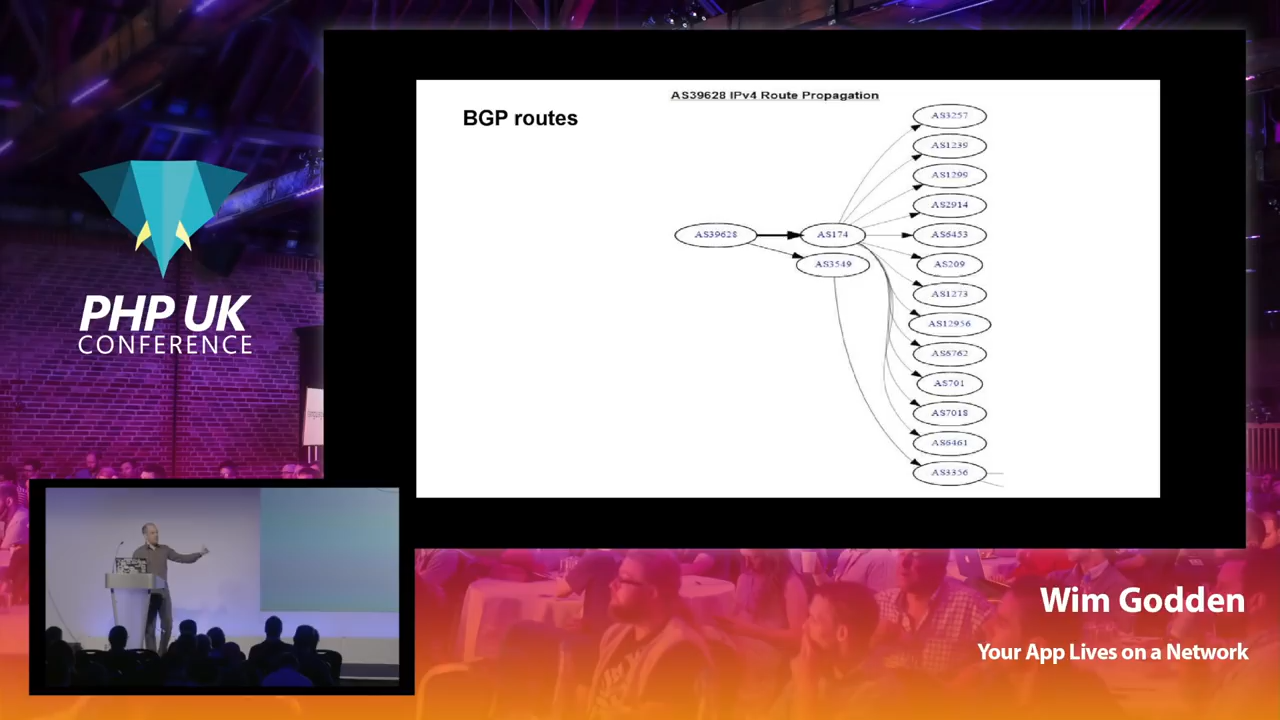 AS39628 IPv4 Route Propagation
BGP routes
AS3257
AS1239
AS1299
AS2914
AS39628
AS174
AS6453
AS3549
AS209
AS1273
AS12956
AS6762
AS701
AS7018
AS6461
AS3356
PHP UK
CONFERENCE
Wim Godden
Your App Lives on a Network